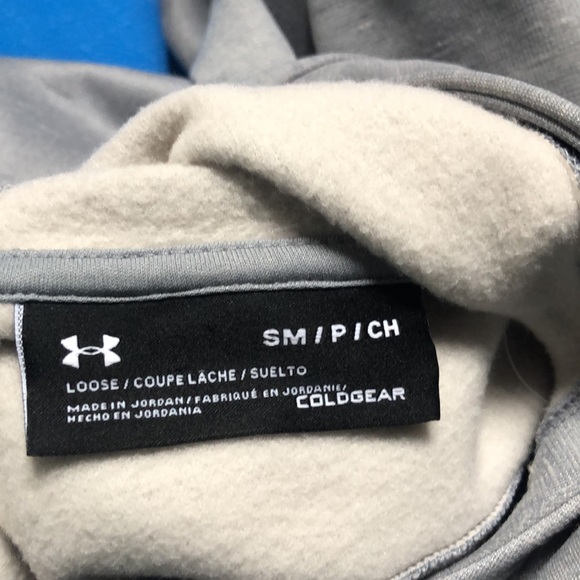 SM / P / CH
LOOSE / COUPE LÂCHE / SUELTO
MADE IN JORDAN / FABRIQUÉ EN JORDANIE /
HECHO EN JORDANIA
COLDGEAR